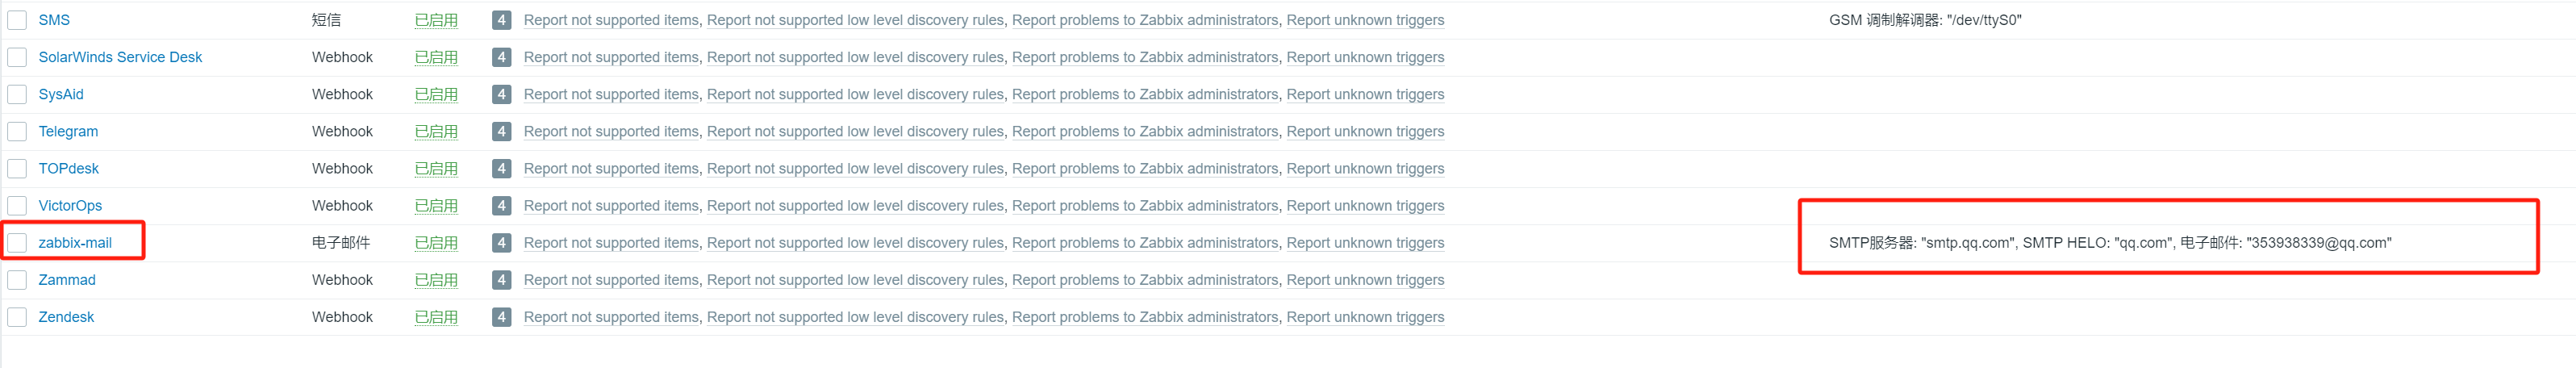 SMS 短信 已启用 4 Report not supported items, Report not supported low level discovery rules, Report problems to Zabbix administrators, Report unknown triggers GSM 调制解调器: "/dev/ttyS0"
SolarWinds Service Desk Webhook 已启用 4 Report not supported items, Report not supported low level discovery rules, Report problems to Zabbix administrators, Report unknown triggers
SysAid Webhook 已启用 4 Report not supported items, Report not supported low level discovery rules, Report problems to Zabbix administrators, Report unknown triggers
Telegram Webhook 已启用 4 Report not supported items, Report not supported low level discovery rules, Report problems to Zabbix administrators, Report unknown triggers
TOPdesk Webhook 已启用 4 Report not supported items, Report not supported low level discovery rules, Report problems to Zabbix administrators, Report unknown triggers
VictorOps Webhook 已启用 4 Report not supported items, Report not supported low level discovery rules, Report problems to Zabbix administrators, Report unknown triggers
zabbix-mail 电子邮件 已启用 4 Report not supported items, Report not supported low level discovery rules, Report problems to Zabbix administrators, Report unknown triggers SMTP服务器: "smtp.qq.com", SMTP HELO: "qq.com", 电子邮件: "353938339@qq.com"
Zammad Webhook 已启用 4 Report not supported items, Report not supported low level discovery rules, Report problems to Zabbix administrators, Report unknown triggers
Zendesk Webhook 已启用 4 Report not supported items, Report not supported low level discovery rules, Report problems to Zabbix administrators, Report unknown triggers